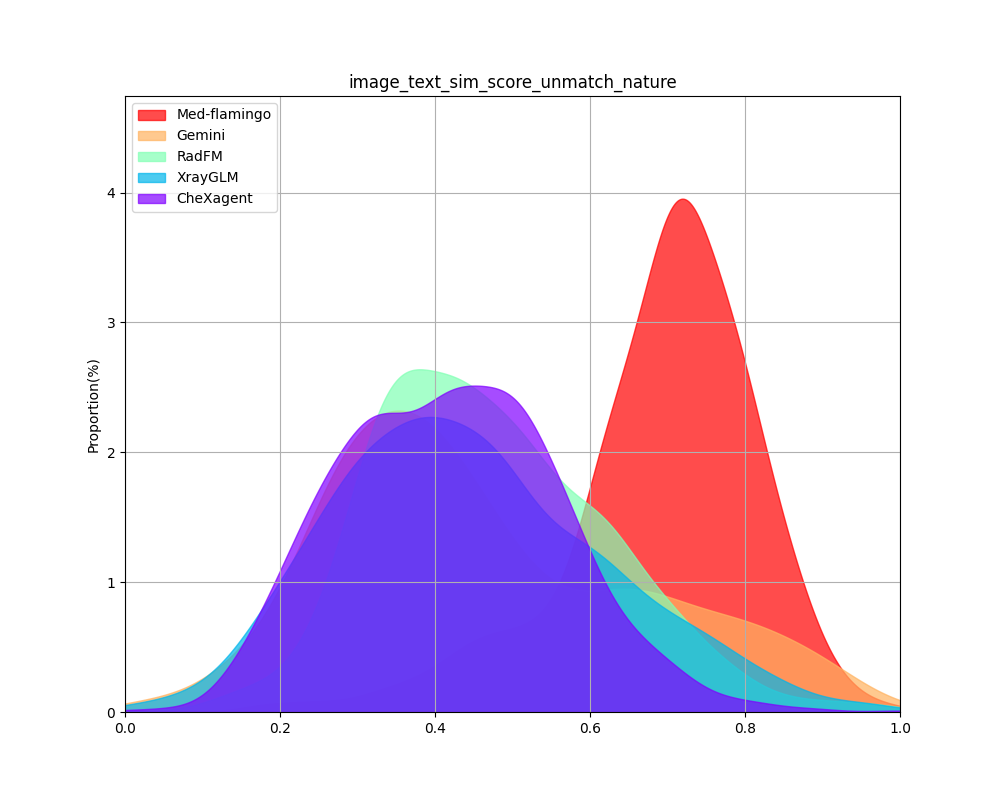 image_text_sim_score_unmatch_nature
Med-flamingo
Gemini
RadFM
XrayGLM
CheXagent
Proportion(%)
4
3
2
1
0
0.0 0.2 0.4 0.6 0.8 1.0